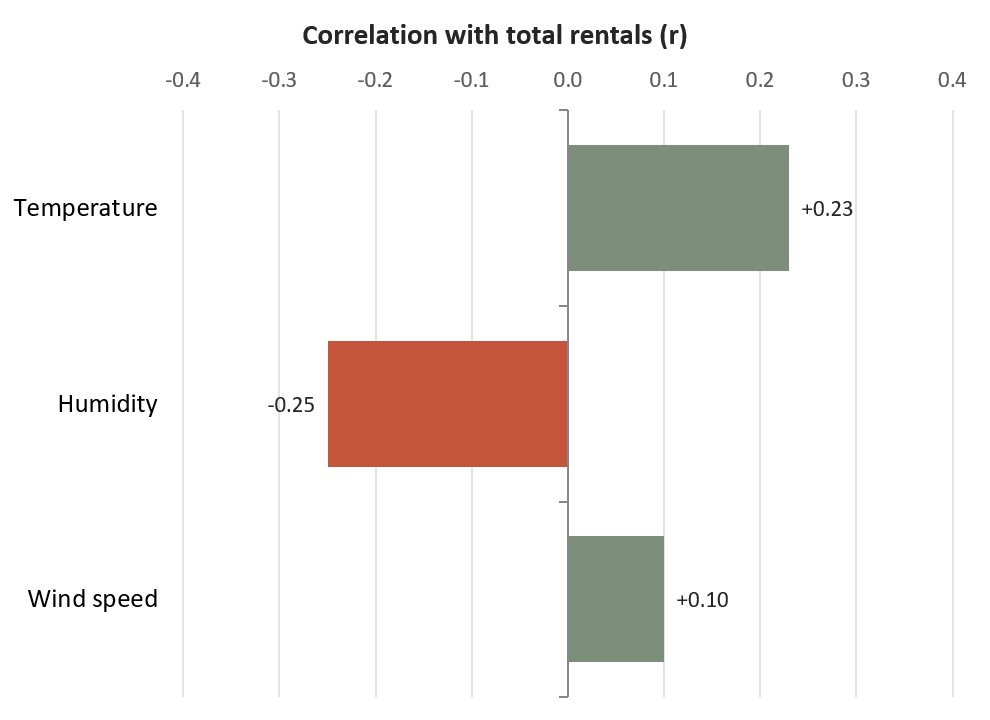 Correlation with total rentals (r)
-0.4 -0.3 -0.2 -0.1 0.0 0.1 0.2 0.3 0.4
Temperature +0.23
Humidity -0.25
Wind speed +0.10